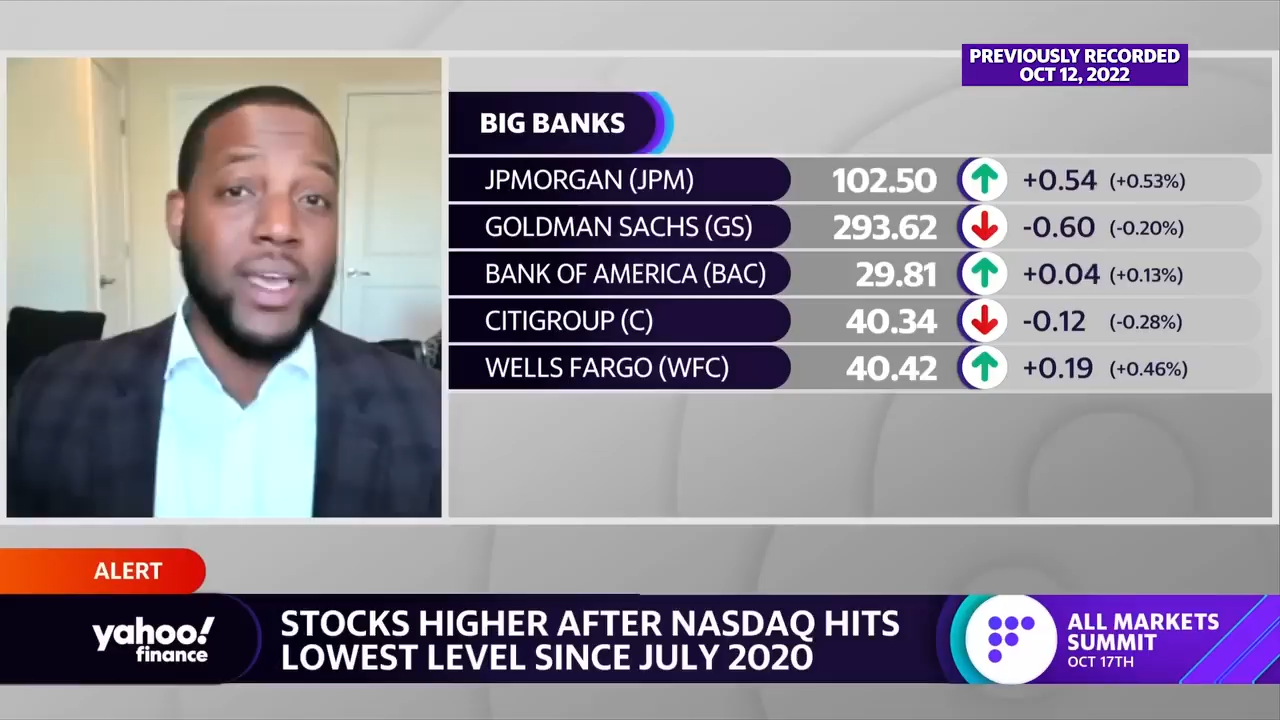 PREVIOUSLY RECORDED
OCT 12, 2022
BIG BANKS
JPMORGAN (JPM) 102.50 +0.54 (+0.53%)
GOLDMAN SACHS (GS) 293.62 -0.60 (-0.20%)
BANK OF AMERICA (BAC) 29.81 +0.04 (+0.13%)
CITIGROUP (C) 40.34 -0.12 (-0.28%)
WELLS FARGO (WFC) 40.42 +0.19 (+0.46%)
ALERT
yahoo!
finance
STOCKS HIGHER AFTER NASDAQ HITS
LOWEST LEVEL SINCE JULY 2020
ALL MARKETS
SUMMIT
OCT 17TH